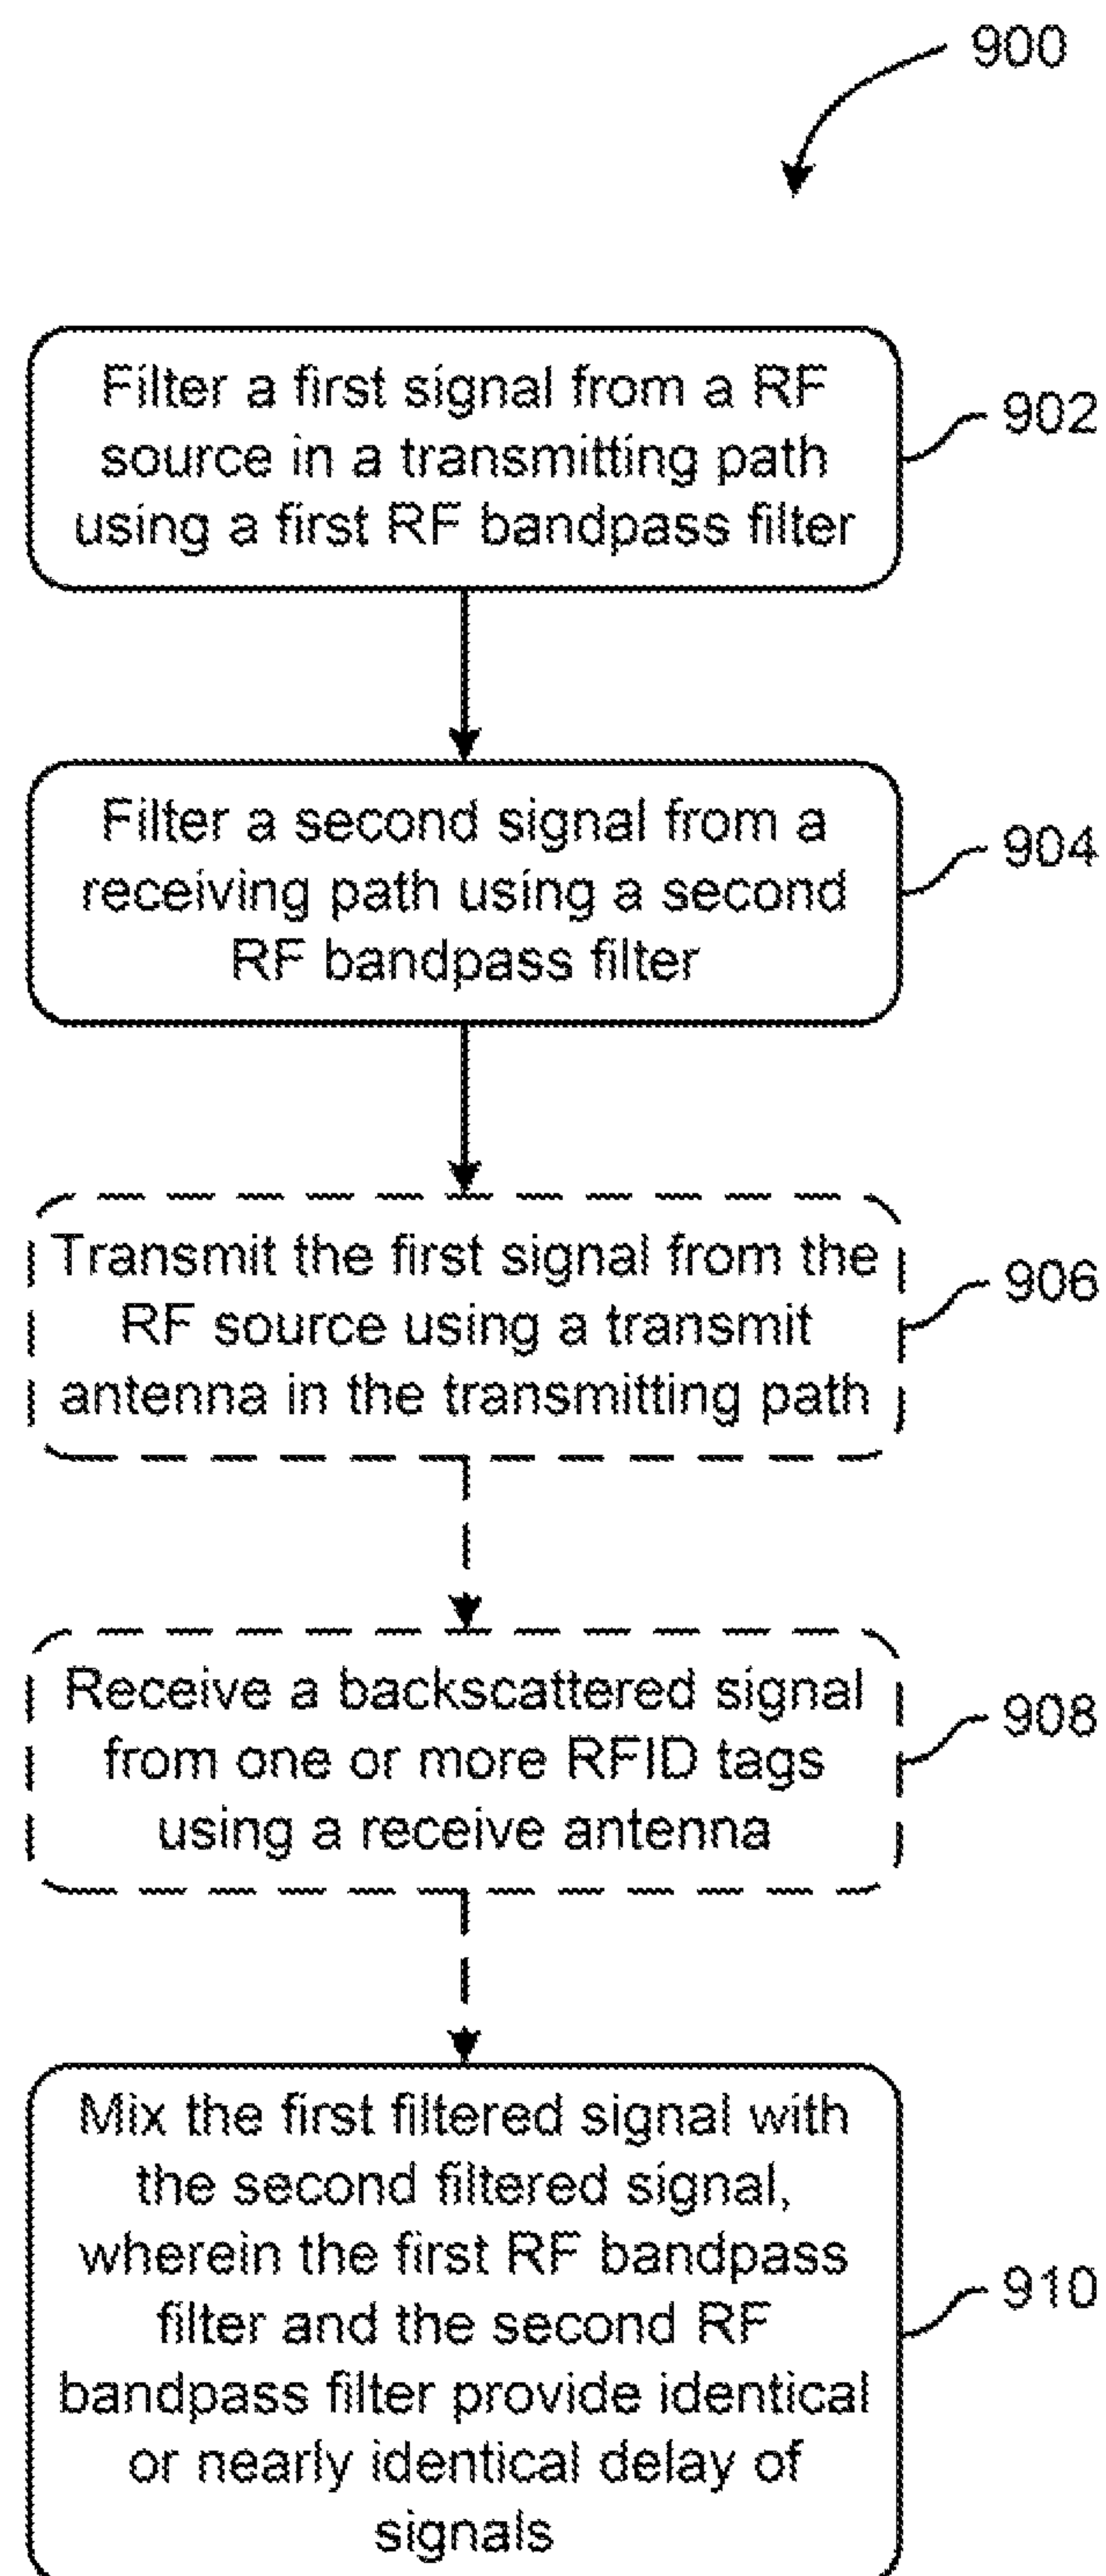 900
Filter a first signal from a RF
source in a transmitting path
using a first RF bandpass filter
902
Filter a second signal from a
receiving path using a second
RF bandpass filter
904
Transmit the first signal from the
RF source using a transmit
antenna in the transmitting path
906
Receive a backscattered signal
from one or more RFID tags
using a receive antenna
908
Mix the first filtered signal with
the second filtered signal,
wherein the first RF bandpass
filter and the second RF
bandpass filter provide identical
or nearly identical delay of
signals
910